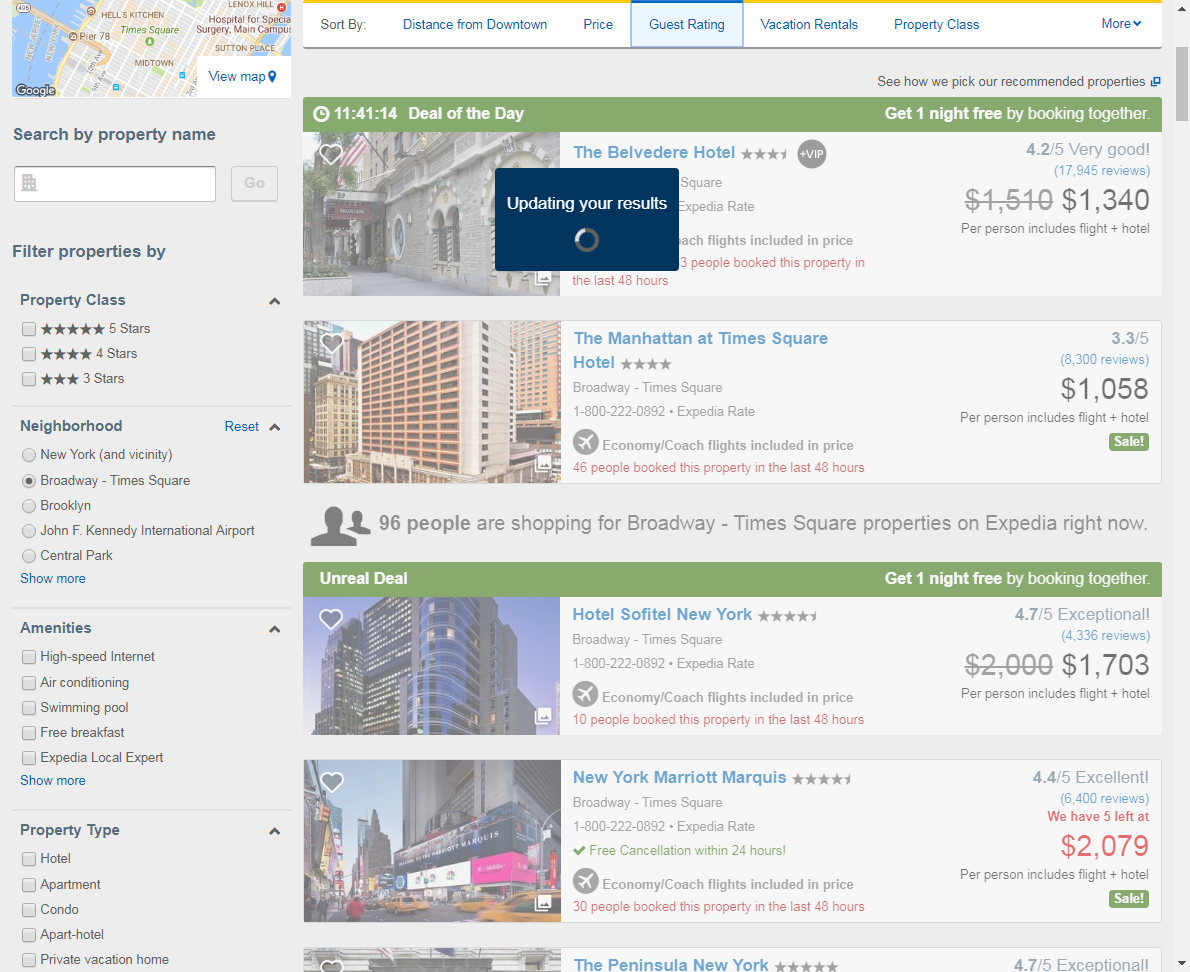 495
HELL'S KITCHEN
LENOX HILL
Hospital for Specia
Surgery, Main Campus
Pier 78
Times Square
SUTTON PLACE
MIDTOWN
NEW JERSEY
NEW YORK
10th Ave
9th Ave
Google
View map
Search by property name
Go
Filter properties by
Property Class
5 Stars
4 Stars
3 Stars
Neighborhood Reset
New York (and vicinity)
Broadway - Times Square
Brooklyn
John F. Kennedy International Airport
Central Park
Show more
Amenities
High-speed Internet
Air conditioning
Swimming pool
Free breakfast
Expedia Local Expert
Show more
Property Type
Hotel
Apartment
Condo
Apart-hotel
Private vacation home
Sort By: Distance from Downtown Price Guest Rating Vacation Rentals Property Class More
See how we pick our recommended properties
11:41:14 Deal of the Day Get 1 night free by booking together.
The Belvedere Hotel +VIP
Square
Expedia Rate
ach flights included in price
3 people booked this property in
the last 48 hours
4.2/5 Very good!
(17,945 reviews)
$1,510 $1,340
Per person includes flight + hotel
BELVEDERE
Updating your results
The Manhattan at Times Square
Hotel
Broadway - Times Square
1-800-222-0892 • Expedia Rate
Economy/Coach flights included in price
46 people booked this property in the last 48 hours
3.3/5
(8,300 reviews)
$1,058
Per person includes flight + hotel
Sale!
96 people are shopping for Broadway - Times Square properties on Expedia right now.
Unreal Deal Get 1 night free by booking together.
Hotel Sofitel New York
Broadway - Times Square
1-800-222-0892 • Expedia Rate
Economy/Coach flights included in price
10 people booked this property in the last 48 hours
4.7/5 Exceptional!
(4,336 reviews)
$2,000 $1,703
Per person includes flight + hotel
New York Marriott Marquis
Broadway - Times Square
1-800-222-0892 • Expedia Rate
Free Cancellation within 24 hours!
Economy/Coach flights included in price
30 people booked this property in the last 48 hours
4.4/5 Excellent!
(6,400 reviews)
We have 5 left at
$2,079
Per person includes flight + hotel
Sale!
WELCOME TO THE MARRIOTT MARQUIS
The Peninsula New York
4.7/5 Exceptional!